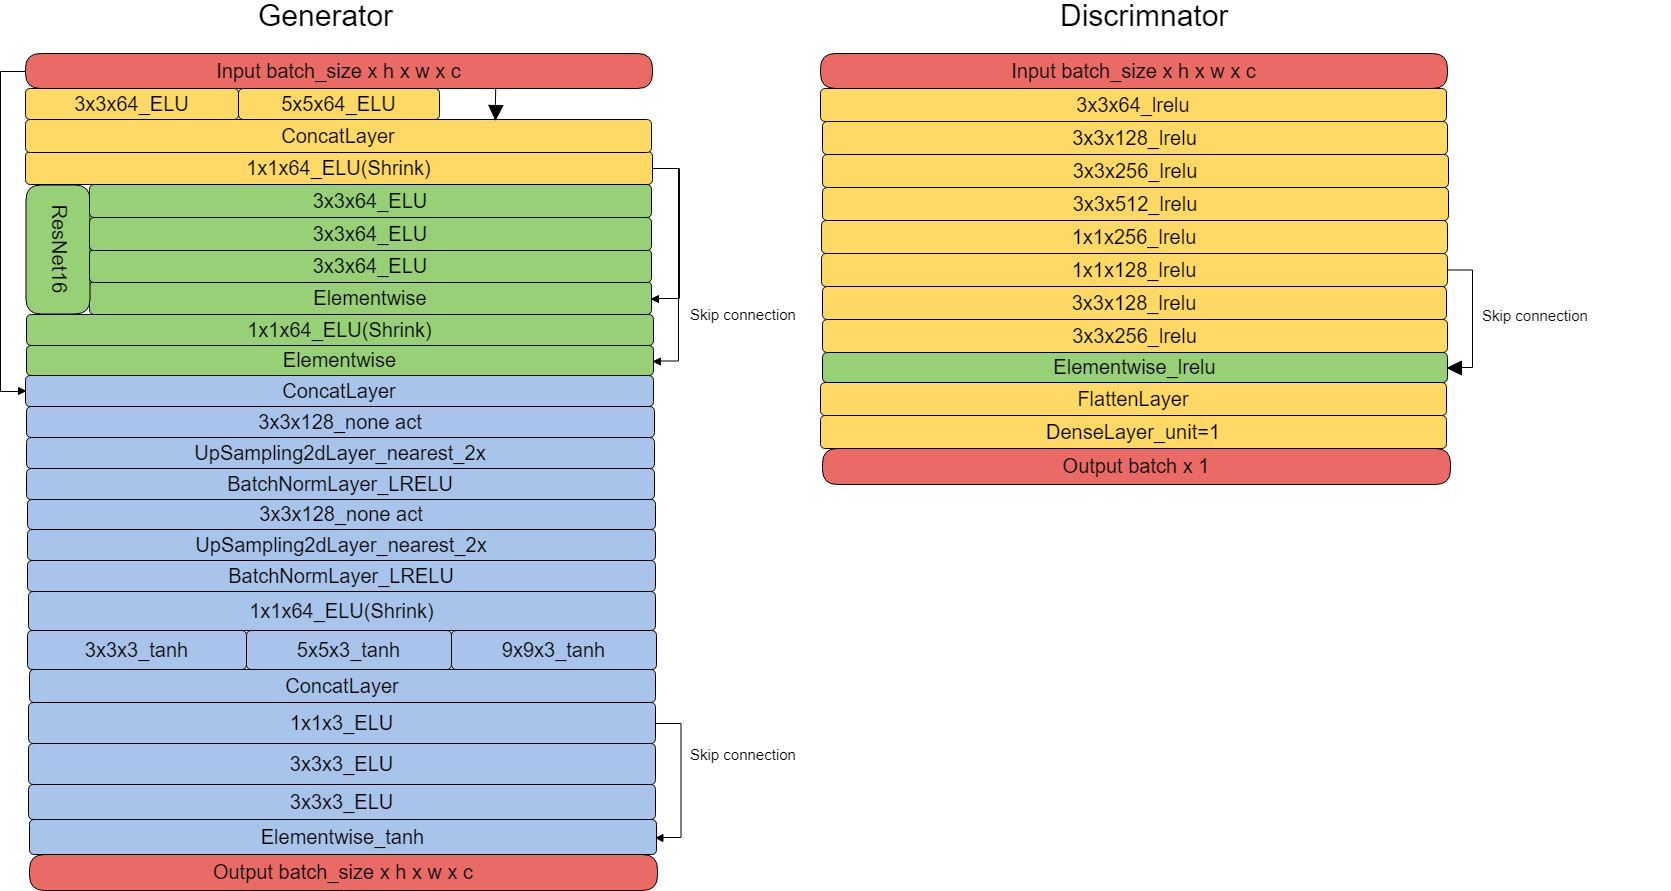 Generator
Input batch_size x h x w x c
3x3x64_ELU
5x5x64_ELU
ConcatLayer
1x1x64_ELU(Shrink)
ResNet16
3x3x64_ELU
3x3x64_ELU
3x3x64_ELU
Elementwise
1x1x64_ELU(Shrink)
Skip connection
Elementwise
ConcatLayer
3x3x128_none act
UpSampling2dLayer_nearest_2x
BatchNormLayer_LRELU
3x3x128_none act
UpSampling2dLayer_nearest_2x
BatchNormLayer_LRELU
1x1x64_ELU(Shrink)
3x3x3_tanh
5x5x3_tanh
9x9x3_tanh
ConcatLayer
1x1x3_ELU
Skip connection
3x3x3_ELU
3x3x3_ELU
Elementwise_tanh
Output batch_size x h x w x c
Discrimnator
Input batch_size x h x w x c
3x3x64_lrelu
3x3x128_lrelu
3x3x256_lrelu
3x3x512_lrelu
1x1x256_lrelu
1x1x128_lrelu
3x3x128_lrelu
Skip connection
3x3x256_lrelu
Elementwise_lrelu
FlattenLayer
DenseLayer_unit=1
Output batch x 1